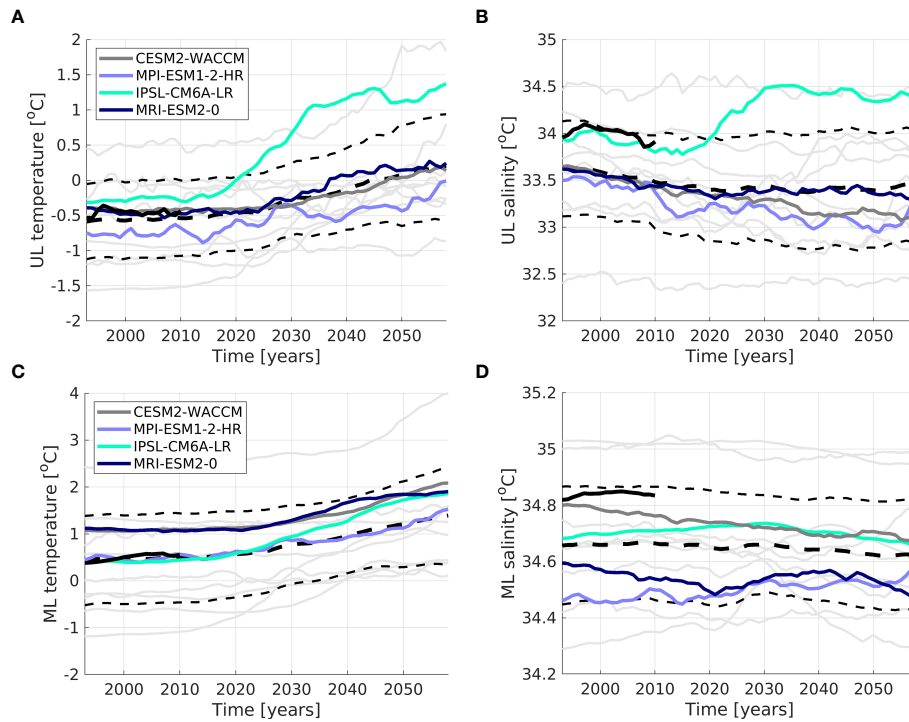 A
UL temperature [°C]
2
1.5
1
0.5
0
-0.5
-1
-1.5
-2
CESM2-WACCM
MPI-ESM1-2-HR
IPSL-CM6A-LR
MRI-ESM2-0
2000 2010 2020 2030 2040 2050
Time [years]
B
UL salinity [°C]
35
34.5
34
33.5
33
32.5
32
2000 2010 2020 2030 2040 2050
Time [years]
C
ML temperature [°C]
4
3
2
1
0
-1
-2
CESM2-WACCM
MPI-ESM1-2-HR
IPSL-CM6A-LR
MRI-ESM2-0
2000 2010 2020 2030 2040 2050
Time [years]
D
ML salinity [°C]
35.2
35
34.8
34.6
34.4
34.2
2000 2010 2020 2030 2040 2050
Time [years]